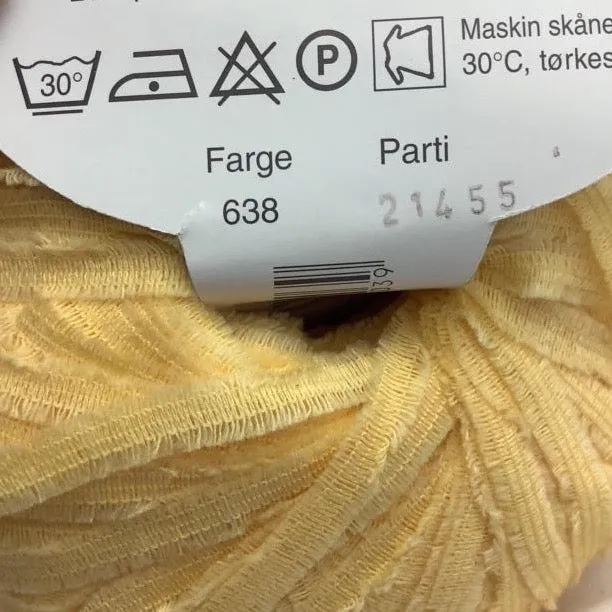 Maskin skåne
30° P 30°C, tørkes
Farge Parti
638 21455